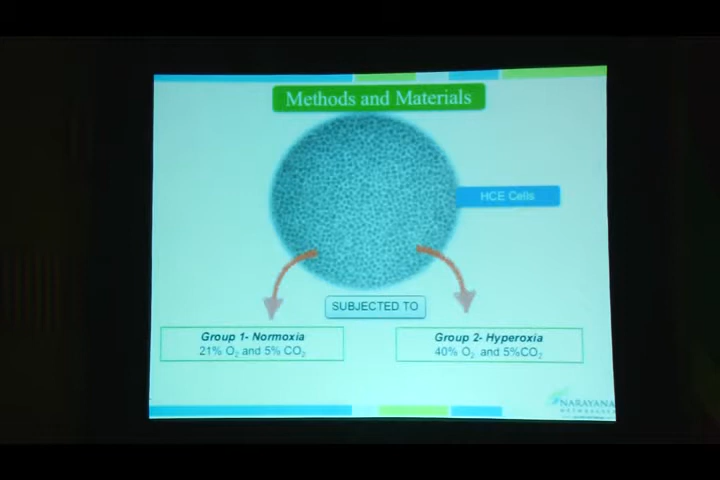 Methods and Materials
HCE Cells
SUBJECTED TO
Group 1- Normoxia
21% O₂ and 5% CO₂
Group 2- Hyperoxia
40% O₂ and 5%CO₂
NARAYANA